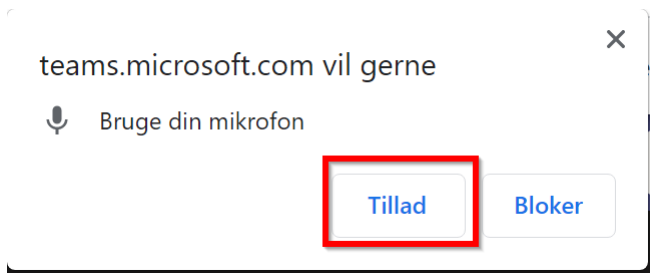 teams.microsoft.com vil gerne
Bruge din mikrofon
Tillad
Bloker